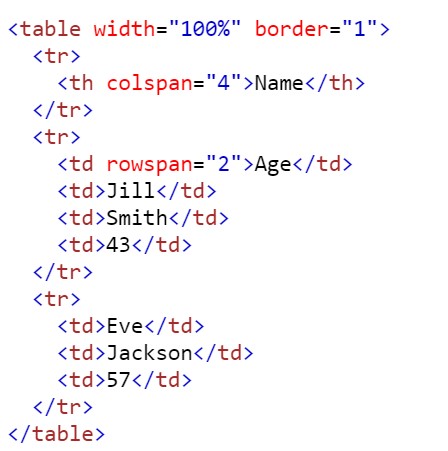 <table width="100%" border="1">
  <tr>
    <th colspan="4">Name</th>
  </tr>
  <tr>
    <td rowspan="2">Age</td>
    <td>Jill</td>
    <td>Smith</td>
    <td>43</td>
  </tr>
  <tr>
    <td>Eve</td>
    <td>Jackson</td>
    <td>57</td>
  </tr>
</table>